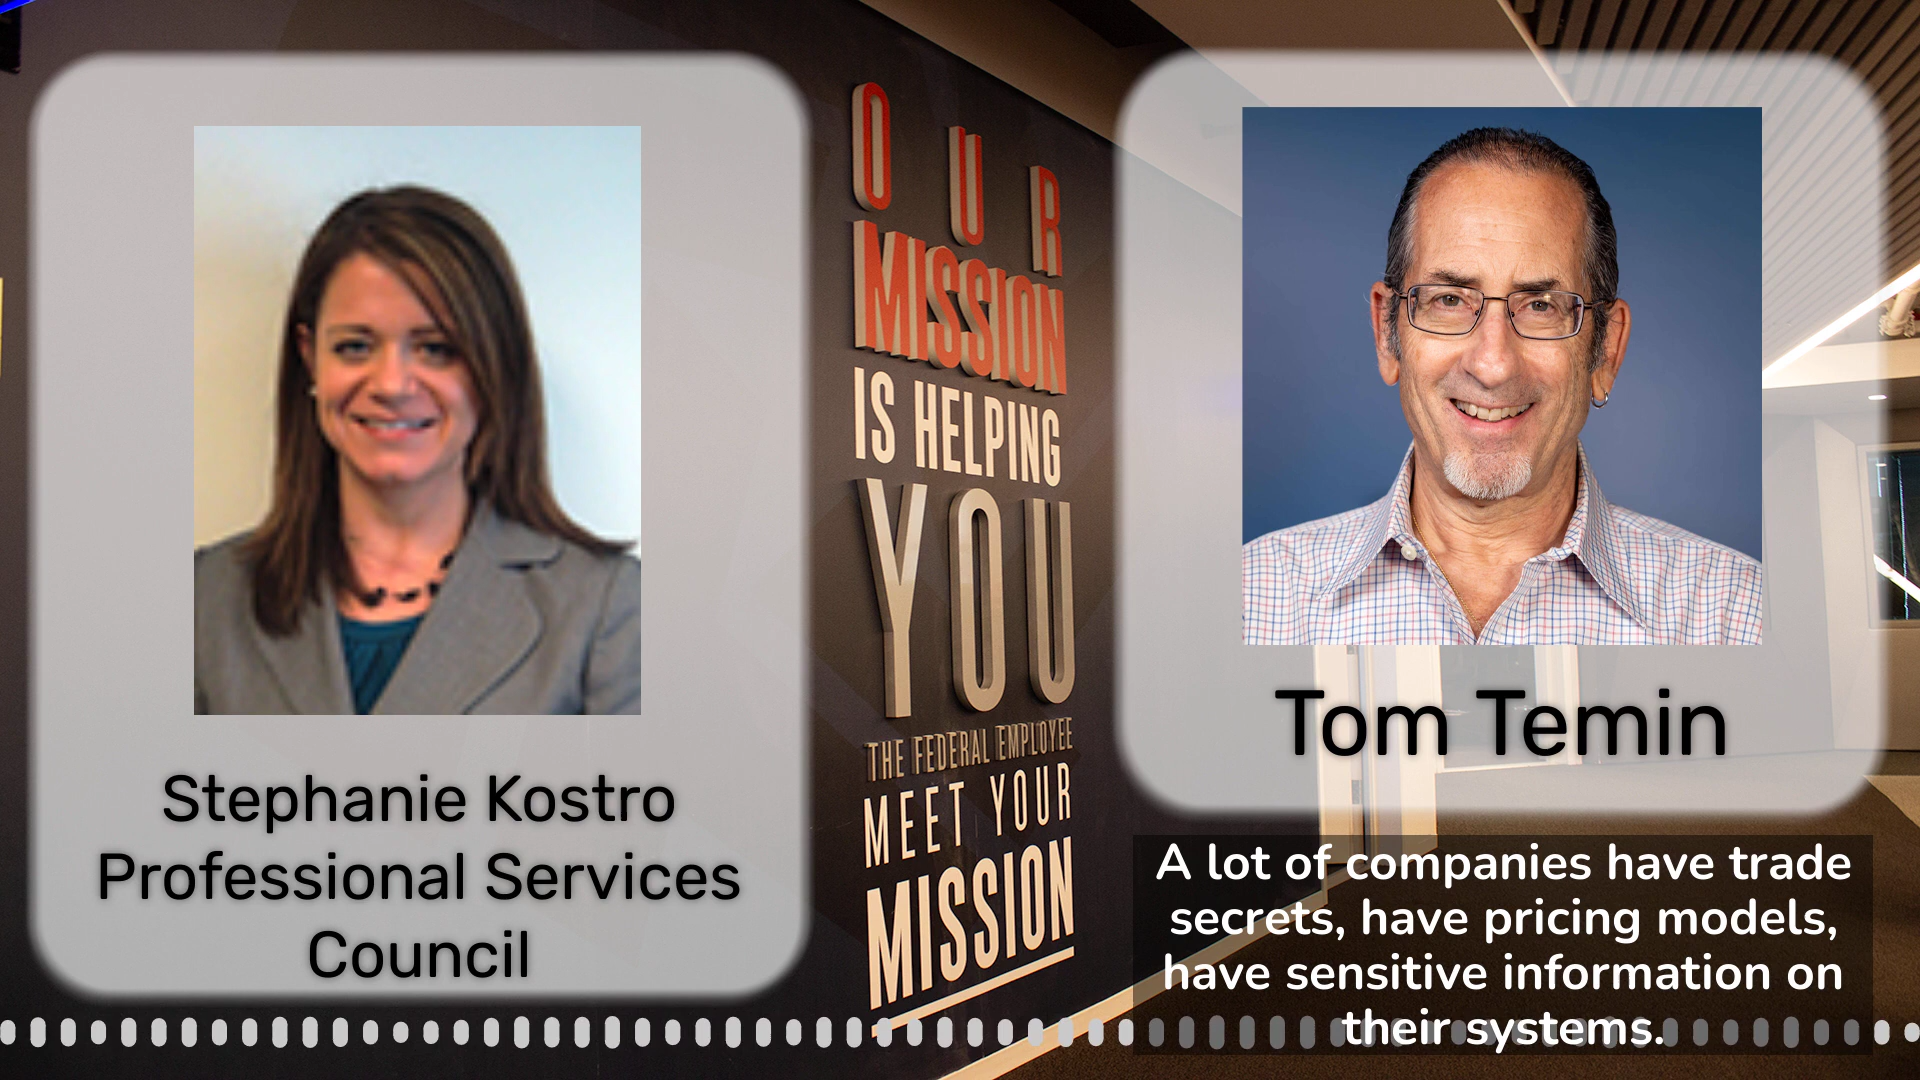 Stephanie Kostro
Professional Services
Council
OUR
MISSION
IS HELPING
YOU
THE FEDERAL EMPLOYEE
MEET YOUR
MISSION
Tom Temin
A lot of companies have trade
secrets, have pricing models,
have sensitive information on
their systems.